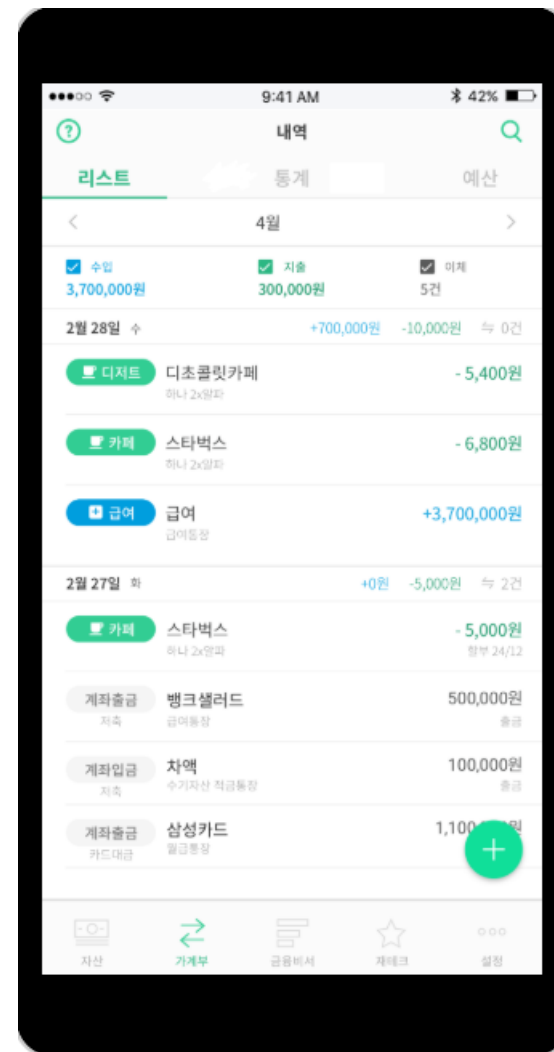 9:41 AM
42%
?
내역
리스트 통계 예산
4월
수입 지출 이체
3,700,000원 300,000원 5건
2월 28일 수 +700,000원 -10,000원 0건
디저트 디초콜릿카페 - 5,400원
하나 2x알파
카페 스타벅스 - 6,800원
하나 2x알파
급여 급여 +3,700,000원
급여통장
2월 27일 화 +0원 -5,000원 2건
카페 스타벅스 - 5,000원
하나 2x알파 할부 24/12
계좌출금 뱅크샐러드 500,000원
저축 급여통장 출금
계좌입금 차액 100,000원
저축 수기자산 적금통장 출금
계좌출금 삼성카드 1,100 원
카드대금 월급통장
자산 가계부 금융비서 재테크 설정